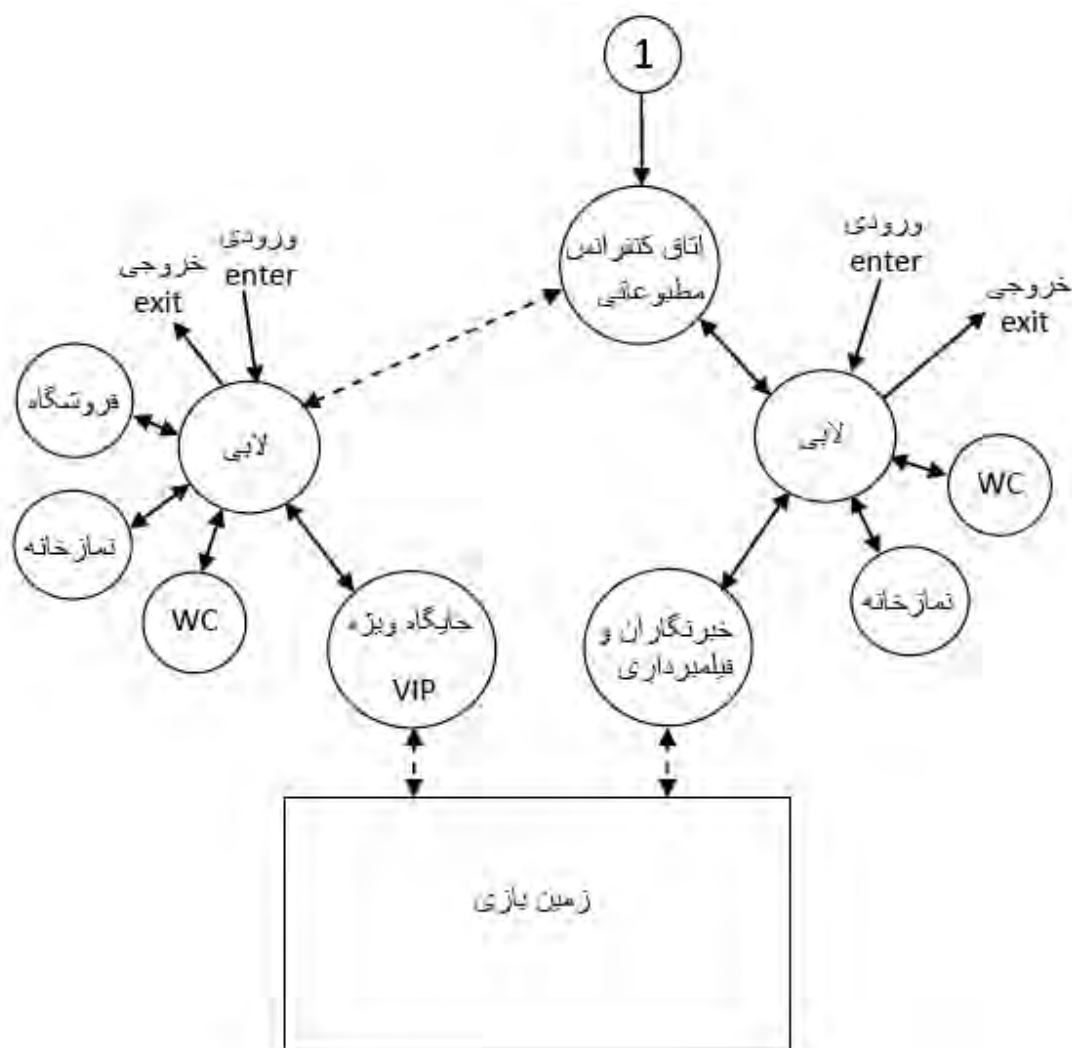 1
اتاق کنفرانس
مطبوعاتی
ورودی
enter
خروجی
exit
ورودی
enter
خروجی
exit
فروشگاه
لابی
لابی
WC
نمازخانه
نمازخانه
WC
جایگاه ویژه
VIP
خبرنگاران و
فیلمبرداری
زمین بازی